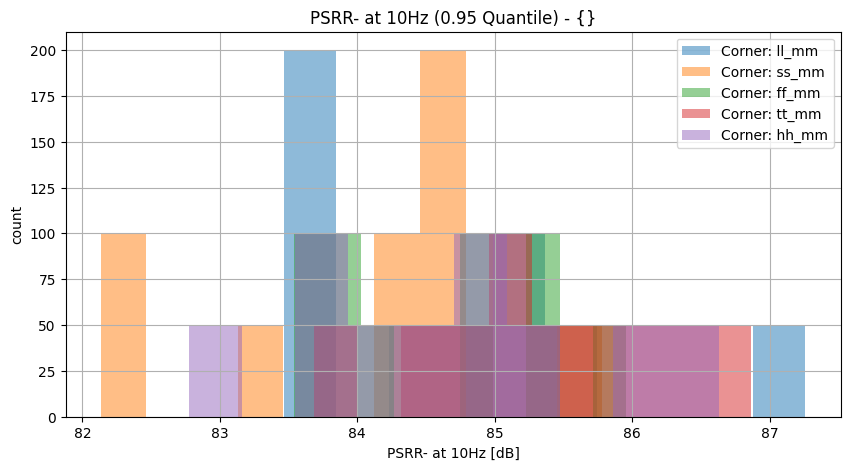 PSRR- at 10Hz (0.95 Quantile) - {}
200
175
150
125
100
75
50
25
0
count
Corner: ll_mm
Corner: ss_mm
Corner: ff_mm
Corner: tt_mm
Corner: hh_mm
82 83 84 85 86 87
PSRR- at 10Hz [dB]